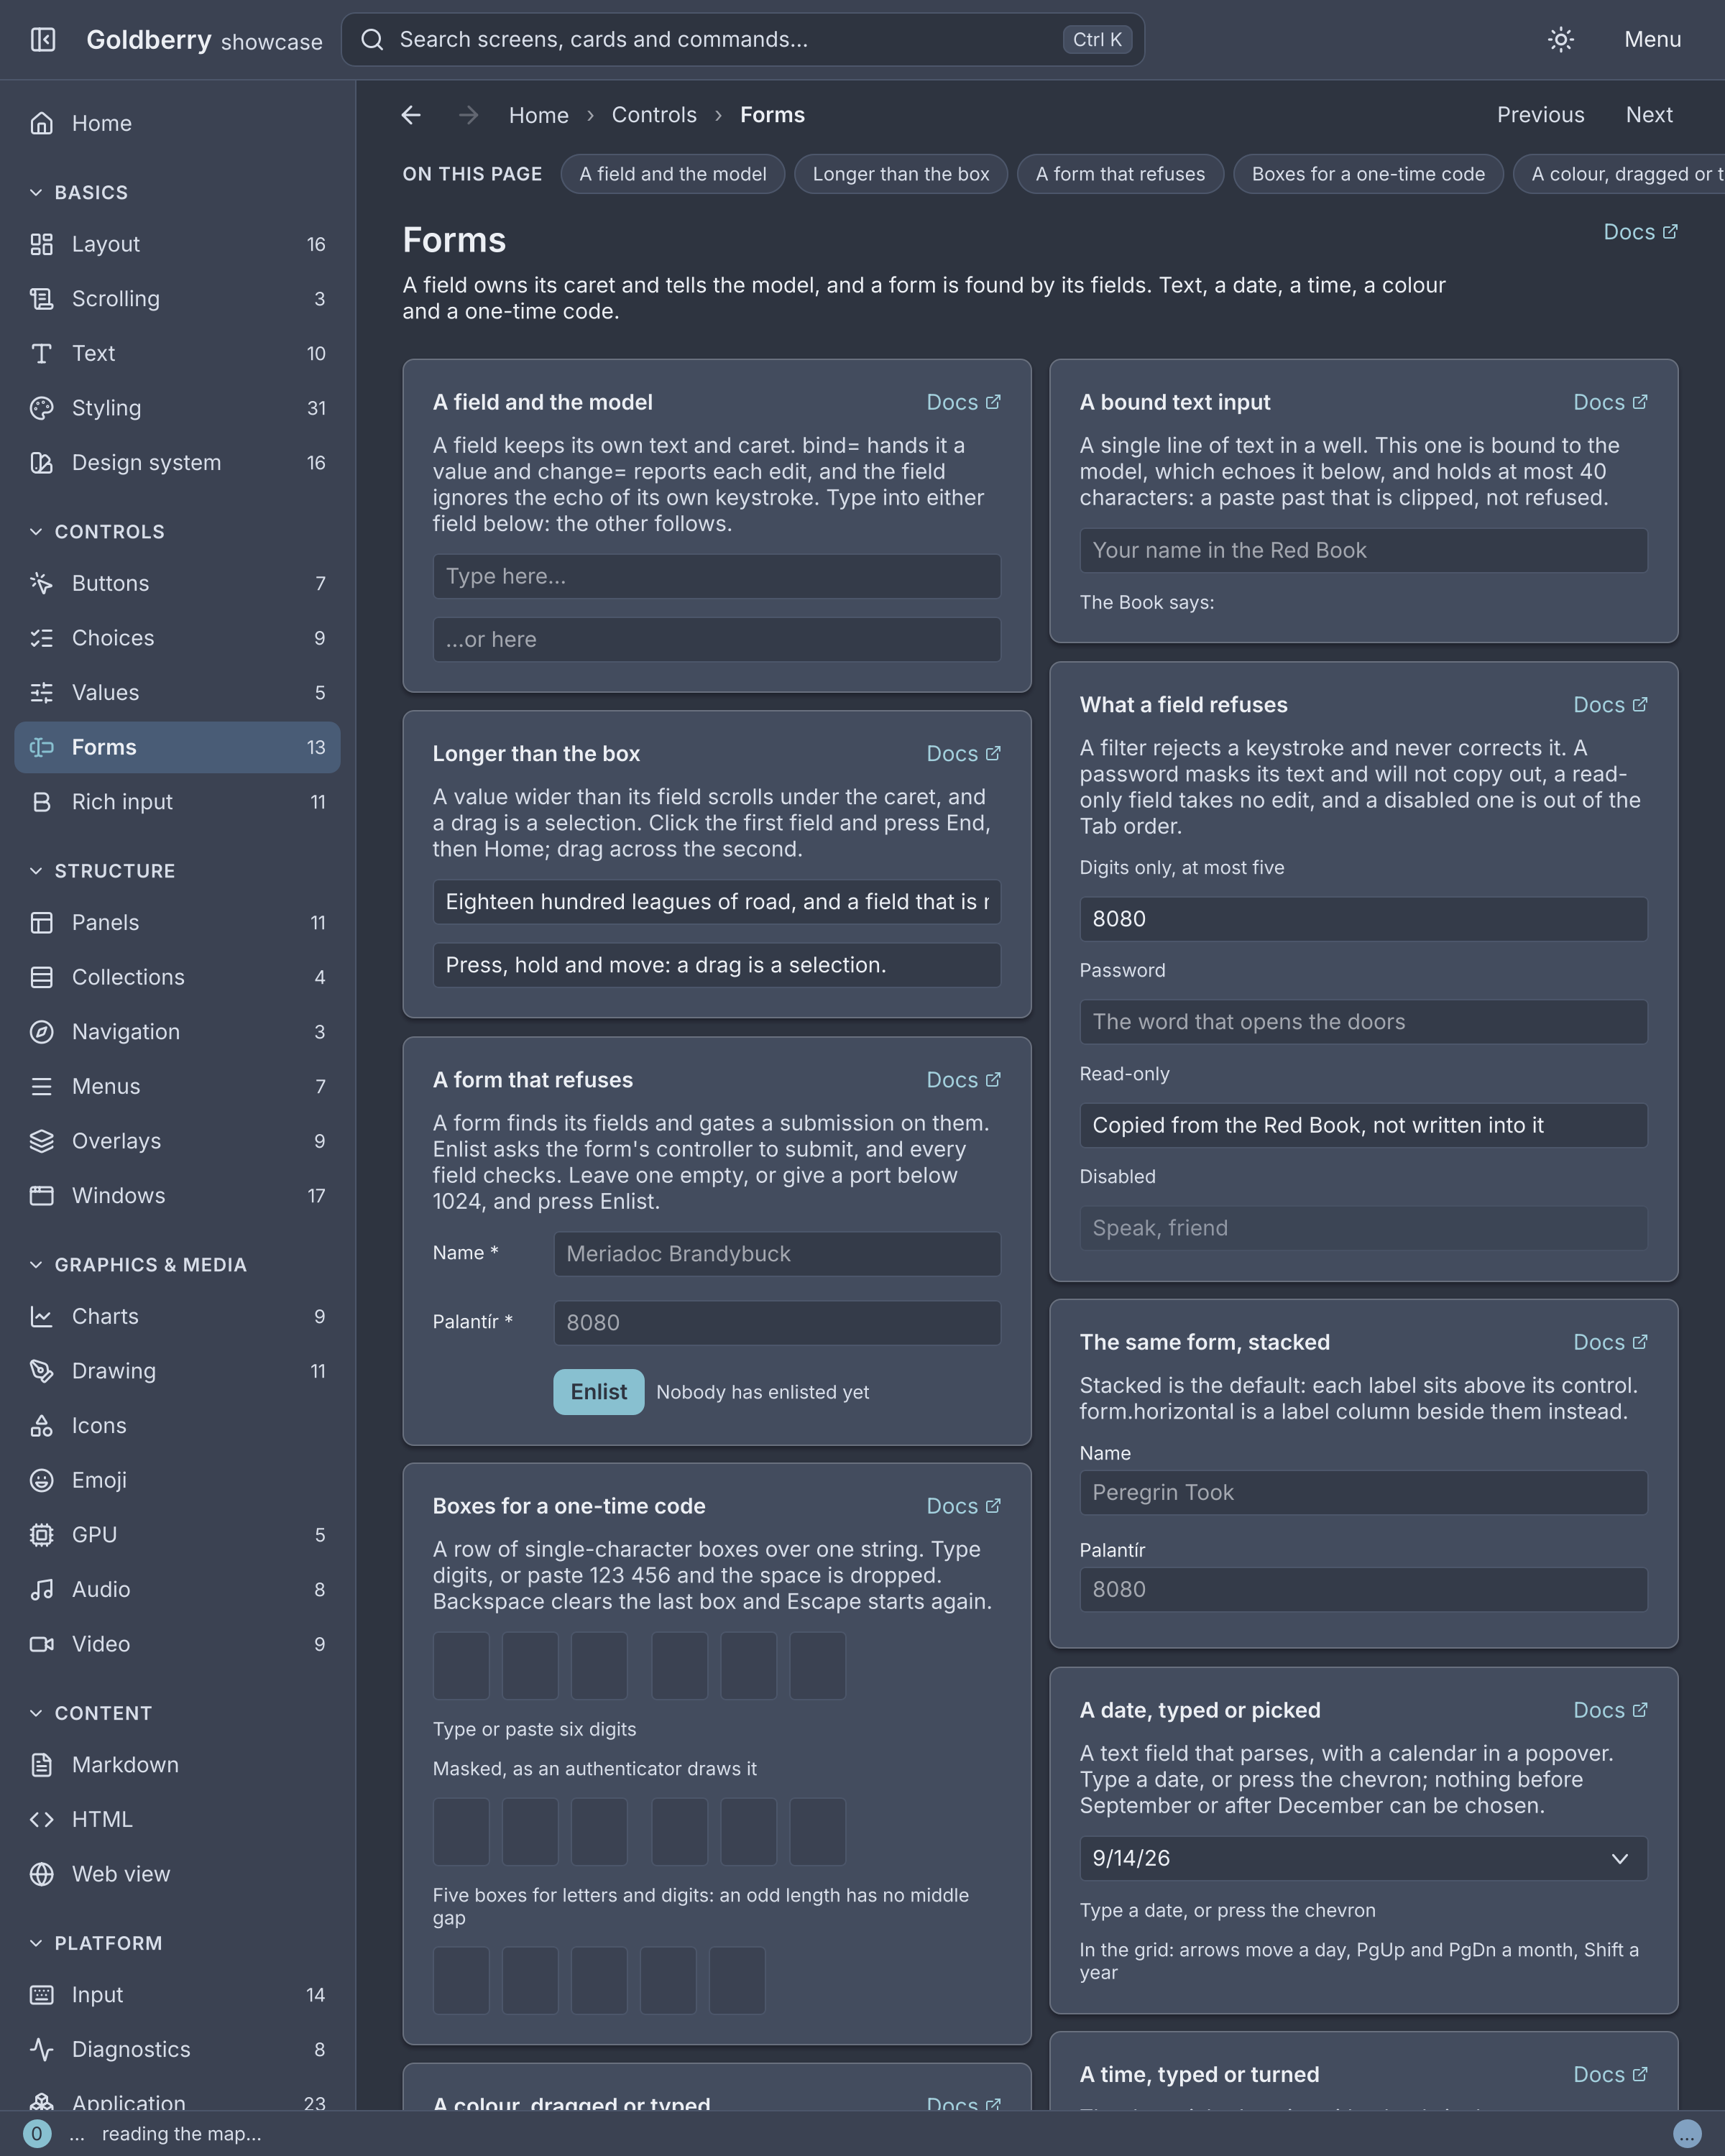 Goldberry showcase
Search screens, cards and commands...
Ctrl K
Menu
Home
BASICS
Layout 16
Scrolling 3
Text 10
Styling 31
Design system 16
CONTROLS
Buttons 7
Choices 9
Values 5
Forms 13
Rich input 11
STRUCTURE
Panels 11
Collections 4
Navigation 3
Menus 7
Overlays 9
Windows 17
GRAPHICS & MEDIA
Charts 9
Drawing 11
Icons
Emoji
GPU 5
Audio 8
Video 9
CONTENT
Markdown
HTML
Web view
PLATFORM
Input 14
Diagnostics 8
Application 23
Home › Controls › Forms
Previous
Next
ON THIS PAGE
A field and the model
Longer than the box
A form that refuses
Boxes for a one-time code
A colour, dragged or t
Forms
Docs
A field owns its caret and tells the model, and a form is found by its fields. Text, a date, a time, a colour
and a one-time code.
A field and the model
Docs
A field keeps its own text and caret. bind= hands it a
value and change= reports each edit, and the field
ignores the echo of its own keystroke. Type into either
field below: the other follows.
Type here...
...or here
Longer than the box
Docs
A value wider than its field scrolls under the caret, and
a drag is a selection. Click the first field and press End,
then Home; drag across the second.
Eighteen hundred leagues of road, and a field that is r
Press, hold and move: a drag is a selection.
A form that refuses
Docs
A form finds its fields and gates a submission on them.
Enlist asks the form's controller to submit, and every
field checks. Leave one empty, or give a port below
1024, and press Enlist.
Name *
Meriadoc Brandybuck
Palantír *
8080
Enlist
Nobody has enlisted yet
Boxes for a one-time code
Docs
A row of single-character boxes over one string. Type
digits, or paste 123 456 and the space is dropped.
Backspace clears the last box and Escape starts again.
Type or paste six digits
Masked, as an authenticator draws it
Five boxes for letters and digits: an odd length has no middle
gap
A colour, dragged or typed
Docs
A bound text input
Docs
A single line of text in a well. This one is bound to the
model, which echoes it below, and holds at most 40
characters: a paste past that is clipped, not refused.
Your name in the Red Book
The Book says:
What a field refuses
Docs
A filter rejects a keystroke and never corrects it. A
password masks its text and will not copy out, a read-
only field takes no edit, and a disabled one is out of the
Tab order.
Digits only, at most five
8080
Password
The word that opens the doors
Read-only
Copied from the Red Book, not written into it
Disabled
Speak, friend
The same form, stacked
Docs
Stacked is the default: each label sits above its control.
form.horizontal is a label column beside them instead.
Name
Peregrin Took
Palantír
8080
A date, typed or picked
Docs
A text field that parses, with a calendar in a popover.
Type a date, or press the chevron; nothing before
September or after December can be chosen.
9/14/26
Type a date, or press the chevron
In the grid: arrows move a day, PgUp and PgDn a month, Shift a
year
A time, typed or turned
Docs
0 ... reading the map...
...